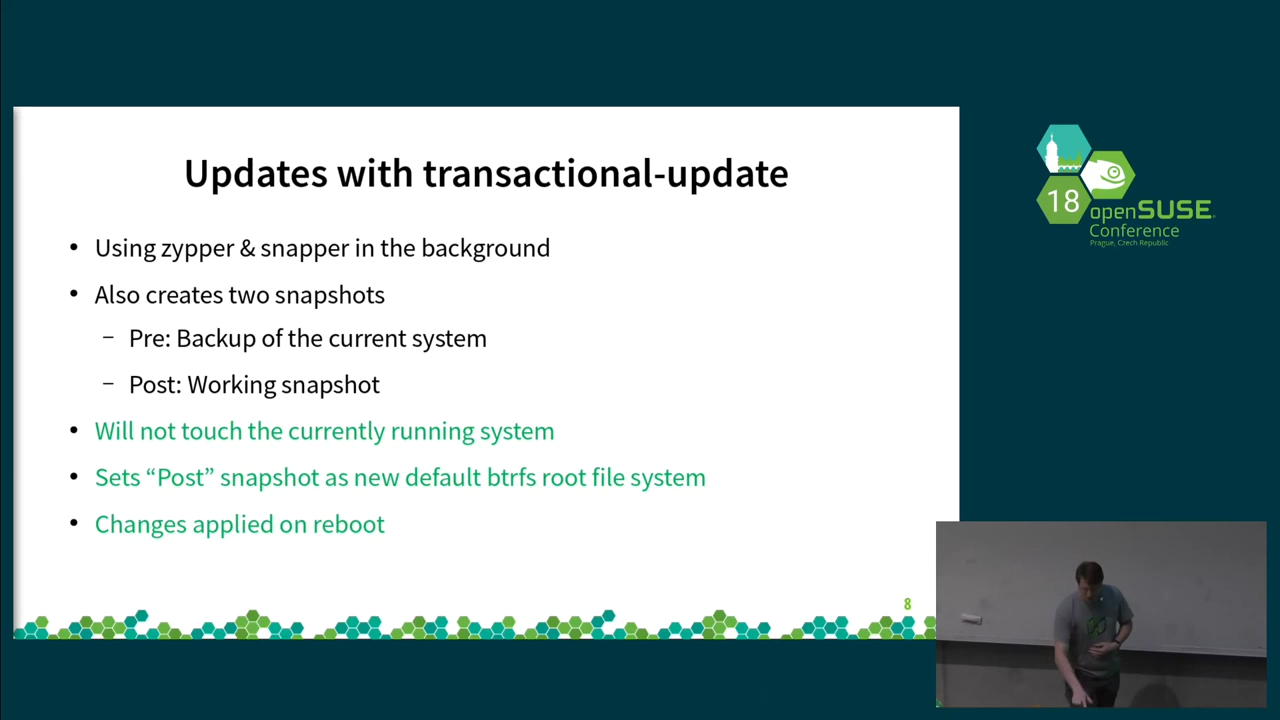 Updates with transactional-update
• Using zypper & snapper in the background
• Also creates two snapshots
– Pre: Backup of the current system
– Post: Working snapshot
• Will not touch the currently running system
• Sets “Post” snapshot as new default btrfs root file system
• Changes applied on reboot
8
18
openSUSE
Conference
Prague, Czech Republic